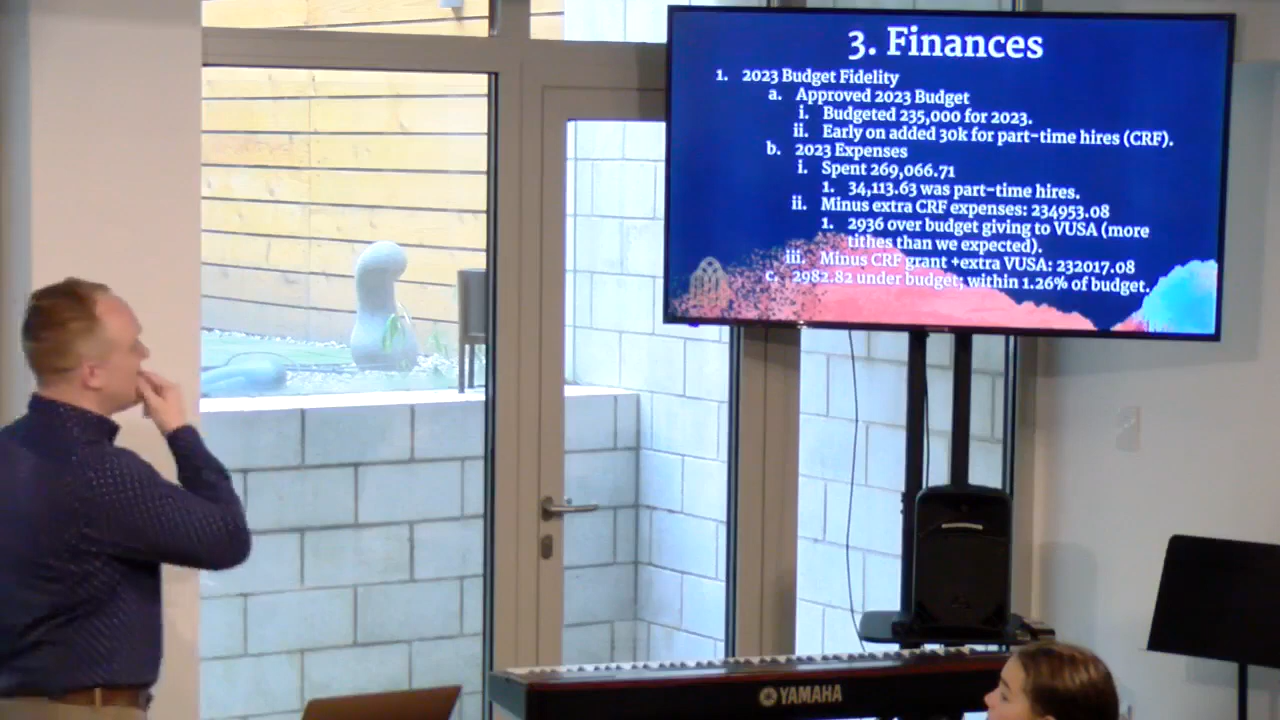 3. Finances
1. 2023 Budget Fidelity
a. Approved 2023 Budget
i. Budgeted 235,000 for 2023.
ii. Early on added 30k for part-time hires (CRF).
b. 2023 Expenses
i. Spent 269,066.71
1. 34,113.63 was part-time hires.
ii. Minus extra CRF expenses: 234953.08
1. 2936 over budget giving to VUSA (more
tithes than we expected).
iii. Minus CRF grant +extra VUSA: 232017.08
c. 2982.82 under budget; within 1.26% of budget.
YAMAHA